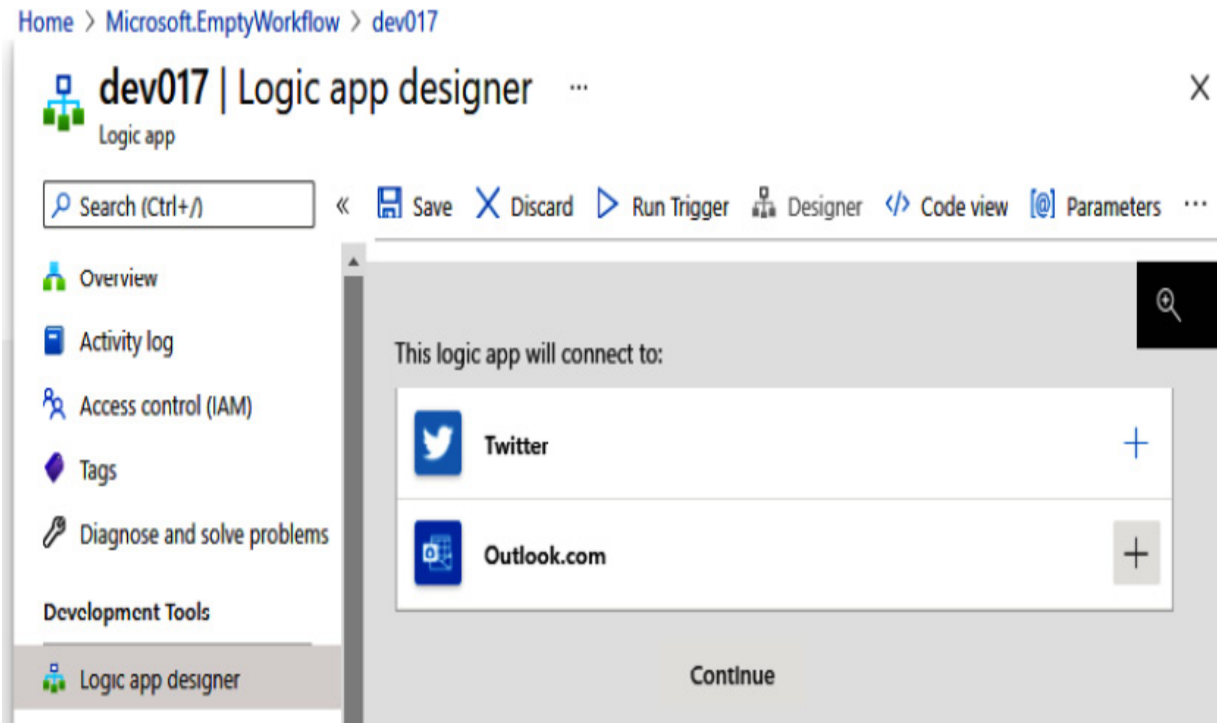 Home > Microsoft.EmptyWorkflow > dev017
dev017 | Logic app designer ...
Logic app
Search (Ctrl+/)
« Save Discard Run Trigger Designer </> Code view [@] Parameters ...
Overview
Activity log
Access control (IAM)
Tags
Diagnose and solve problems
Development Tools
Logic app designer
This logic app will connect to:
Twitter
Outlook.com
Continue